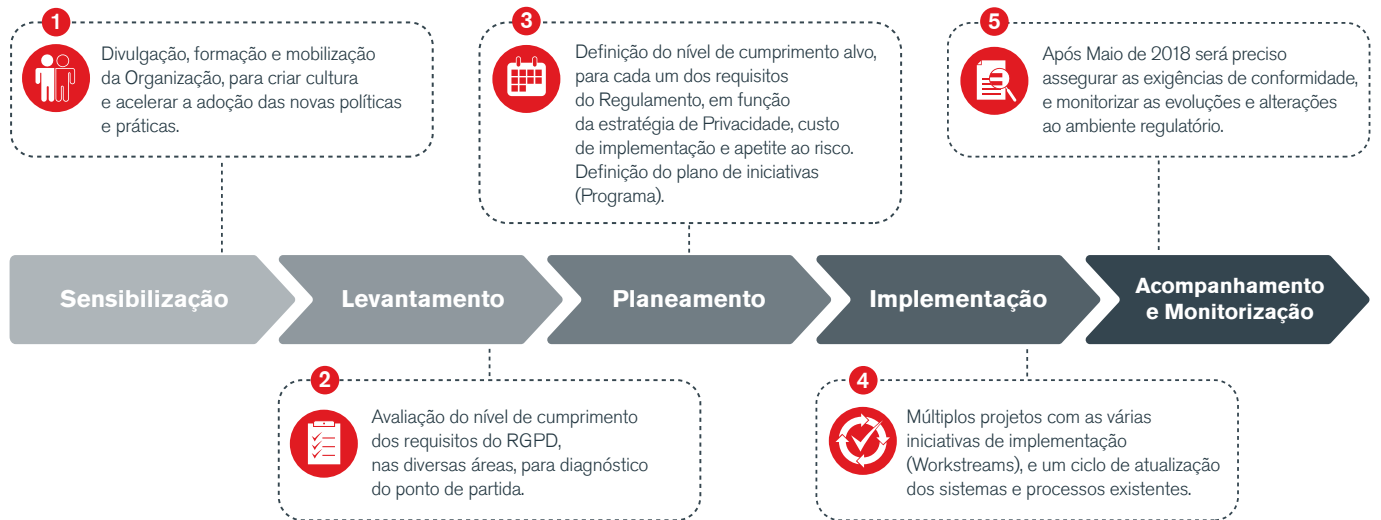 1
Divulgação, formação e mobilização
da Organização, para criar cultura
e acelerar a adoção das novas políticas
e práticas.
3
Definição do nível de cumprimento alvo,
para cada um dos requisitos
do Regulamento, em função
da estratégia de Privacidade, custo
de implementação e apetite ao risco.
Definição do plano de iniciativas
(Programa).
5
Após Maio de 2018 será preciso
assegurar as exigências de conformidade,
e monitorizar as evoluções e alterações
ao ambiente regulatório.
Sensibilização
Levantamento
Planeamento
Implementação
Acompanhamento
e Monitorização
2
Avaliação do nível de cumprimento
dos requisitos do RGPD,
nas diversas áreas, para diagnóstico
do ponto de partida.
4
Múltiplos projetos com as várias
iniciativas de implementação
(Workstreams), e um ciclo de atualização
dos sistemas e processos existentes.